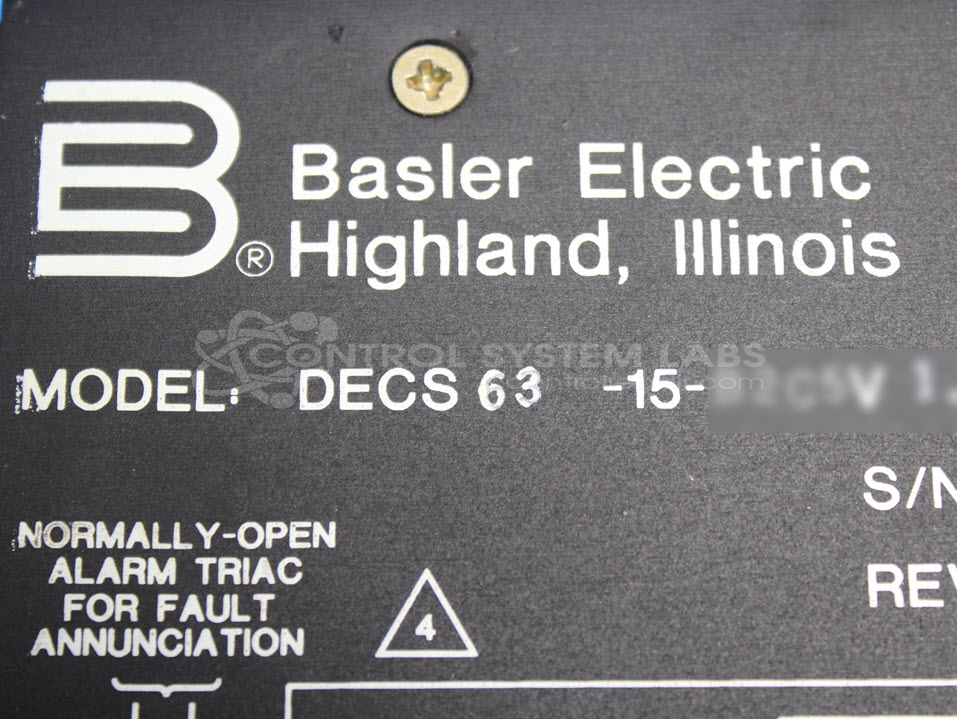 B
®
Basler Electric
Highland, Illinois
CONTROL SYSTEM LABS
MODEL: DECS 63 -15-
S/N
REV
NORMALLY-OPEN
ALARM TRIAC
FOR FAULT
ANNUNCIATION
4